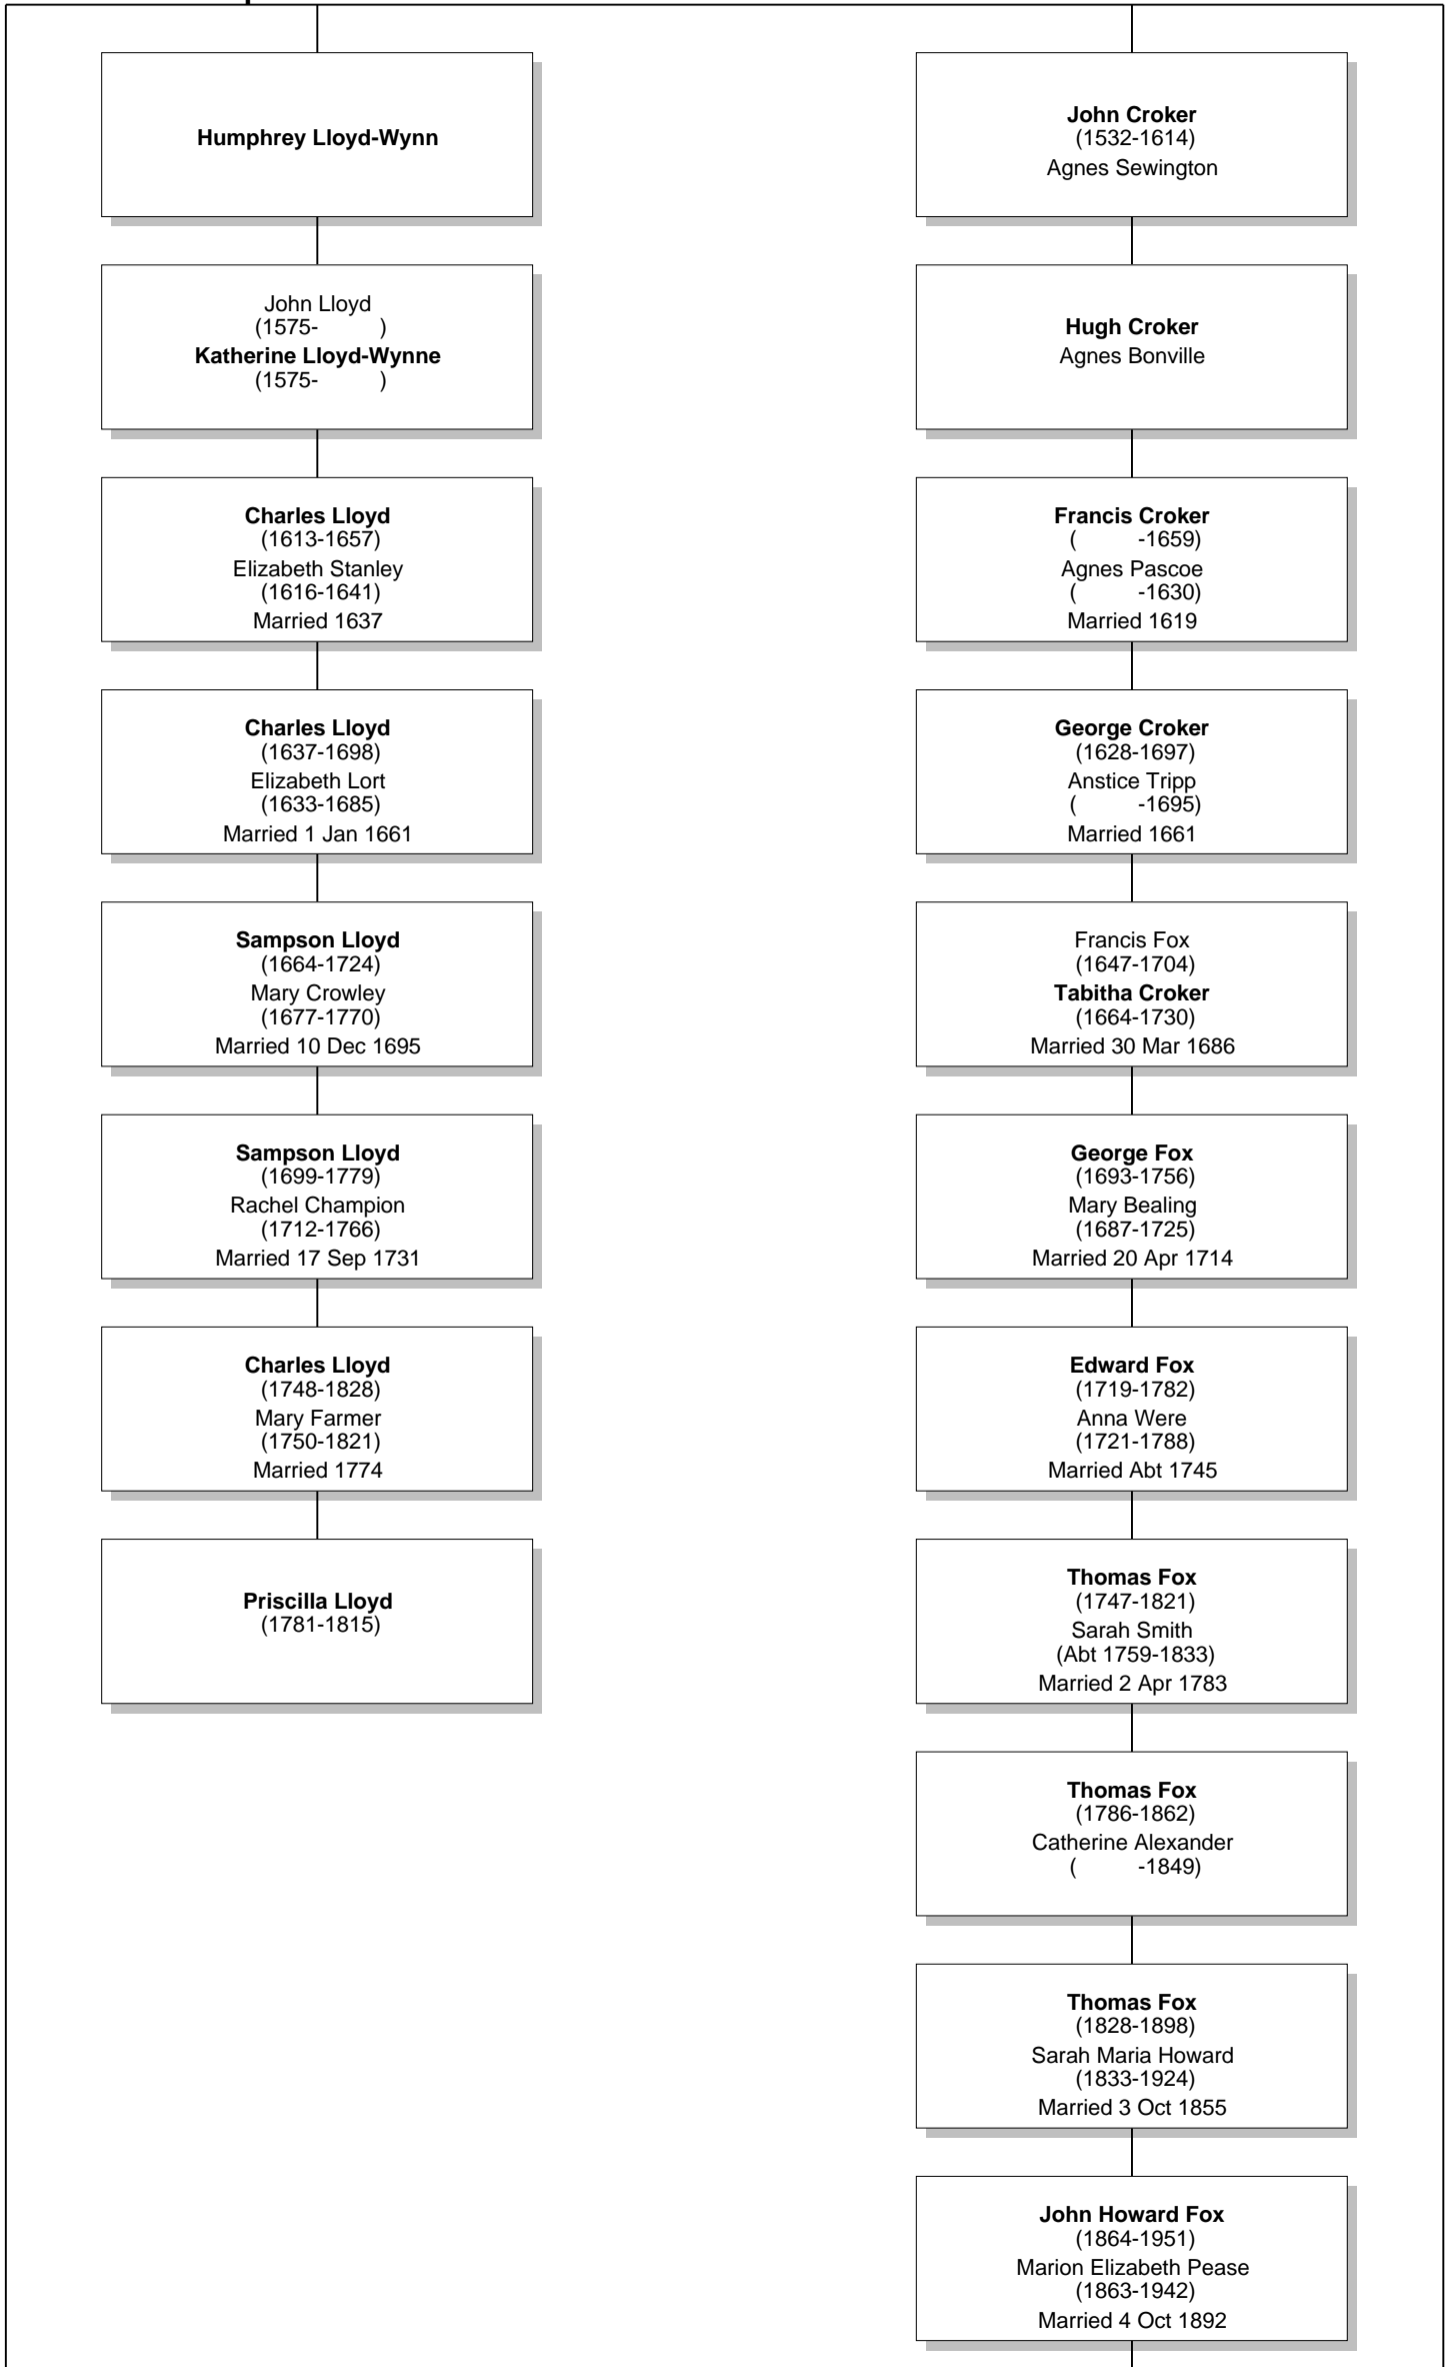 Humphrey Lloyd-Wynn
John Lloyd
(1575- )
Katherine Lloyd-Wynne
(1575- )
Charles Lloyd
(1613-1657)
Elizabeth Stanley
(1616-1641)
Married 1637
Charles Lloyd
(1637-1698)
Elizabeth Lort
(1633-1685)
Married 1 Jan 1661
Sampson Lloyd
(1664-1724)
Mary Crowley
(1677-1770)
Married 10 Dec 1695
Sampson Lloyd
(1699-1779)
Rachel Champion
(1712-1766)
Married 17 Sep 1731
Charles Lloyd
(1748-1828)
Mary Farmer
(1750-1821)
Married 1774
Priscilla Lloyd
(1781-1815)
John Croker
(1532-1614)
Agnes Sewington
Hugh Croker
Agnes Bonville
Francis Croker
( -1659)
Agnes Pascoe
( -1630)
Married 1619
George Croker
(1628-1697)
Anstice Tripp
( -1695)
Married 1661
Francis Fox
(1647-1704)
Tabitha Croker
(1664-1730)
Married 30 Mar 1686
George Fox
(1693-1756)
Mary Bealing
(1687-1725)
Married 20 Apr 1714
Edward Fox
(1719-1782)
Anna Were
(1721-1788)
Married Abt 1745
Thomas Fox
(1747-1821)
Sarah Smith
(Abt 1759-1833)
Married 2 Apr 1783
Thomas Fox
(1786-1862)
Catherine Alexander
( -1849)
Thomas Fox
(1828-1898)
Sarah Maria Howard
(1833-1924)
Married 3 Oct 1855
John Howard Fox
(1864-1951)
Marion Elizabeth Pease
(1863-1942)
Married 4 Oct 1892